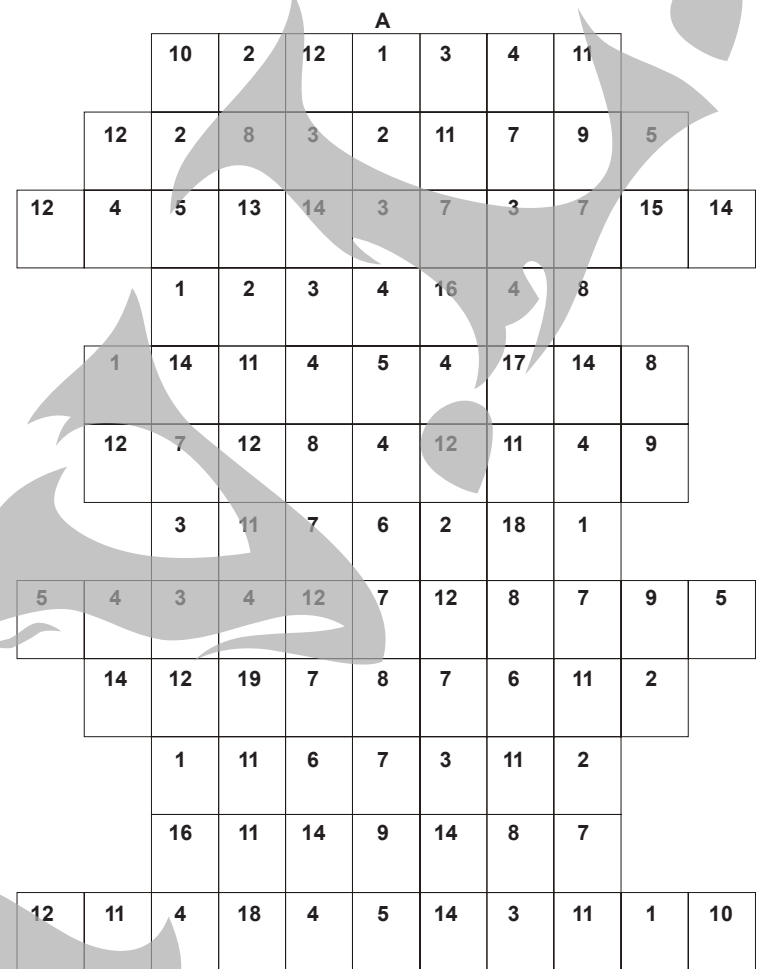 A
10 2 12 1 3 4 11
12 2 8 3 2 11 7 9 5
12 4 5 13 14 3 7 3 7 15 14
1 2 3 4 16 4 8
1 14 11 4 5 4 17 14 8
12 7 12 8 4 12 11 4 9
3 11 7 6 2 18 1
5 4 3 4 12 7 12 8 7 9 5
14 12 19 7 8 7 6 11 2
1 11 6 7 3 11 2
16 11 14 9 14 8 7
12 11 4 18 4 5 14 3 11 1 10